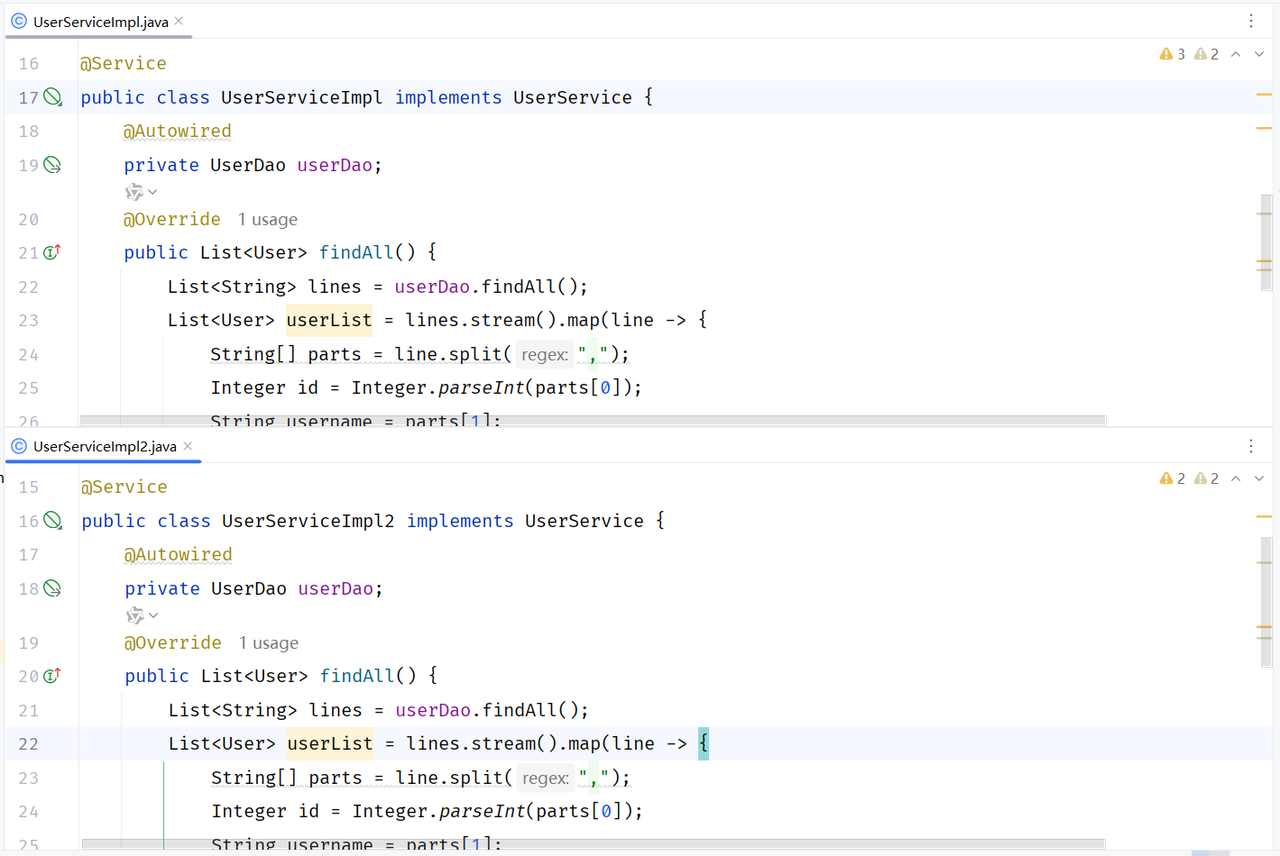 UserServiceImpl.java
3 2
16 @Service
17 public class UserServiceImpl implements UserService {
18 @Autowired
19 private UserDao userDao;
20 @Override 1 usage
21 public List<User> findAll() {
22 List<String> lines = userDao.findAll();
23 List<User> userList = lines.stream().map(line -> {
24 String[] parts = line.split( regex: ",");
25 Integer id = Integer.parseInt(parts[0]);
26 String username = parts[1];
UserServiceImpl2.java
2 2
15 @Service
16 public class UserServiceImpl2 implements UserService {
17 @Autowired
18 private UserDao userDao;
19 @Override 1 usage
20 public List<User> findAll() {
21 List<String> lines = userDao.findAll();
22 List<User> userList = lines.stream().map(line -> {
23 String[] parts = line.split( regex: ",");
24 Integer id = Integer.parseInt(parts[0]);
25 String username = parts[1];